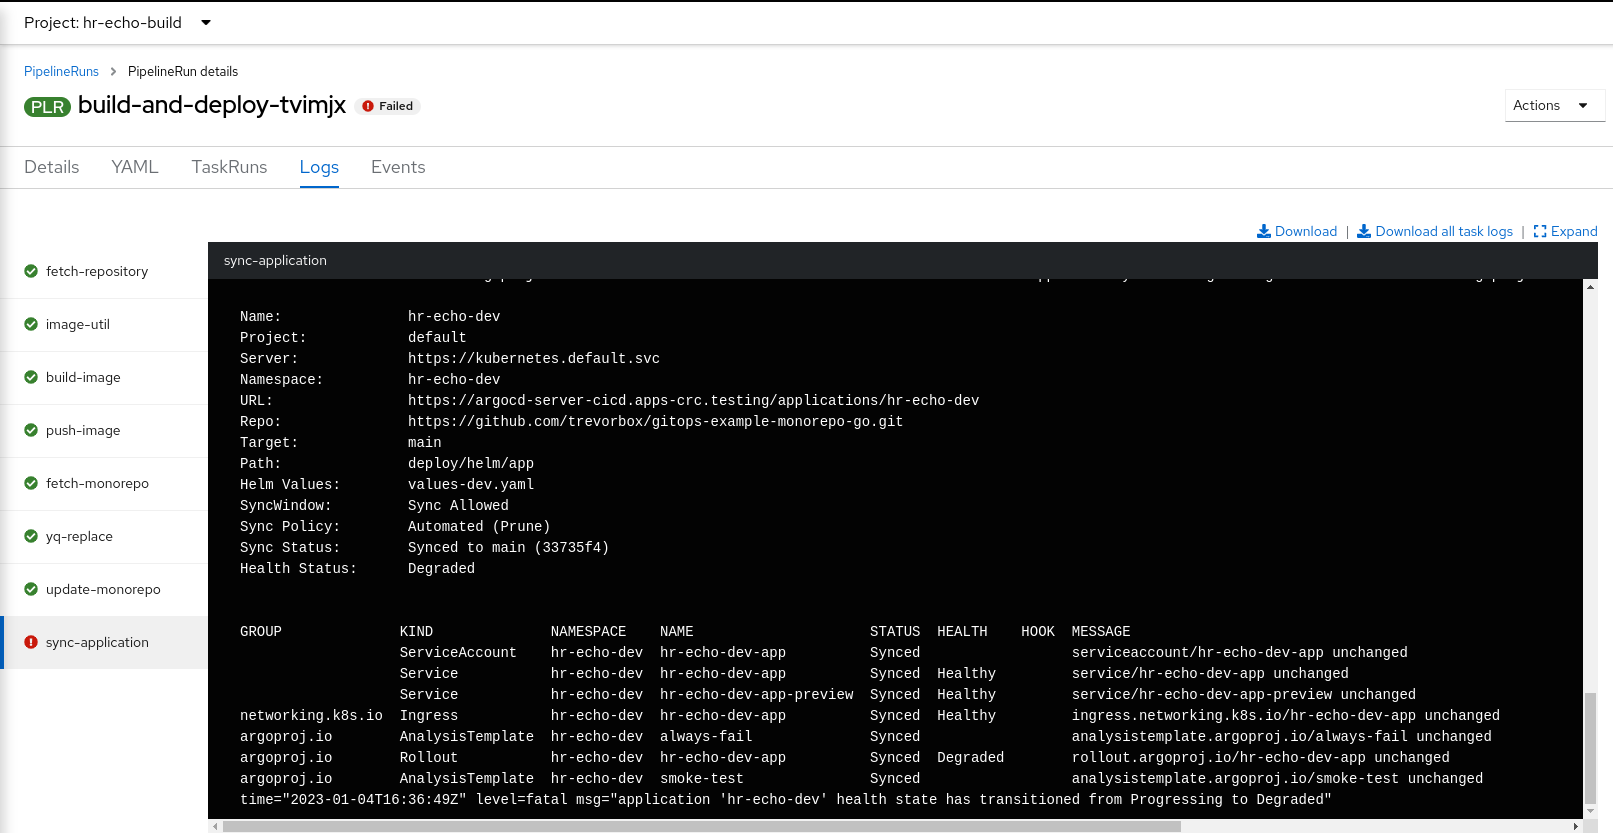 Project: hr-echo-build
PipelineRuns > PipelineRun details
PLR build-and-deploy-tvimjx Failed
Actions
Details YAML TaskRuns Logs Events
Download | Download all task logs | Expand
fetch-repository
image-util
build-image
push-image
fetch-monorepo
yq-replace
update-monorepo
sync-application
sync-application
Name: hr-echo-dev
Project: default
Server: https://kubernetes.default.svc
Namespace: hr-echo-dev
URL: https://argocd-server-cicd.apps-crc.testing/applications/hr-echo-dev
Repo: https://github.com/trevorbox/gitops-example-monorepo-go.git
Target: main
Path: deploy/helm/app
Helm Values: values-dev.yaml
SyncWindow: Sync Allowed
Sync Policy: Automated (Prune)
Sync Status: Synced to main (33735f4)
Health Status: Degraded
GROUP KIND NAMESPACE NAME STATUS HEALTH HOOK MESSAGE
ServiceAccount hr-echo-dev hr-echo-dev-app Synced serviceaccount/hr-echo-dev-app unchanged
Service hr-echo-dev hr-echo-dev-app Synced Healthy service/hr-echo-dev-app unchanged
Service hr-echo-dev hr-echo-dev-app-preview Synced Healthy service/hr-echo-dev-app-preview unchanged
networking.k8s.io Ingress hr-echo-dev hr-echo-dev-app Synced Healthy ingress.networking.k8s.io/hr-echo-dev-app unchanged
argoproj.io AnalysisTemplate hr-echo-dev always-fail Synced analysistemplate.argoproj.io/always-fail unchanged
argoproj.io Rollout hr-echo-dev hr-echo-dev-app Synced Degraded rollout.argoproj.io/hr-echo-dev-app unchanged
argoproj.io AnalysisTemplate hr-echo-dev smoke-test Synced analysistemplate.argoproj.io/smoke-test unchanged
time="2023-01-04T16:36:49Z" level=fatal msg="application 'hr-echo-dev' health state has transitioned from Progressing to Degraded"